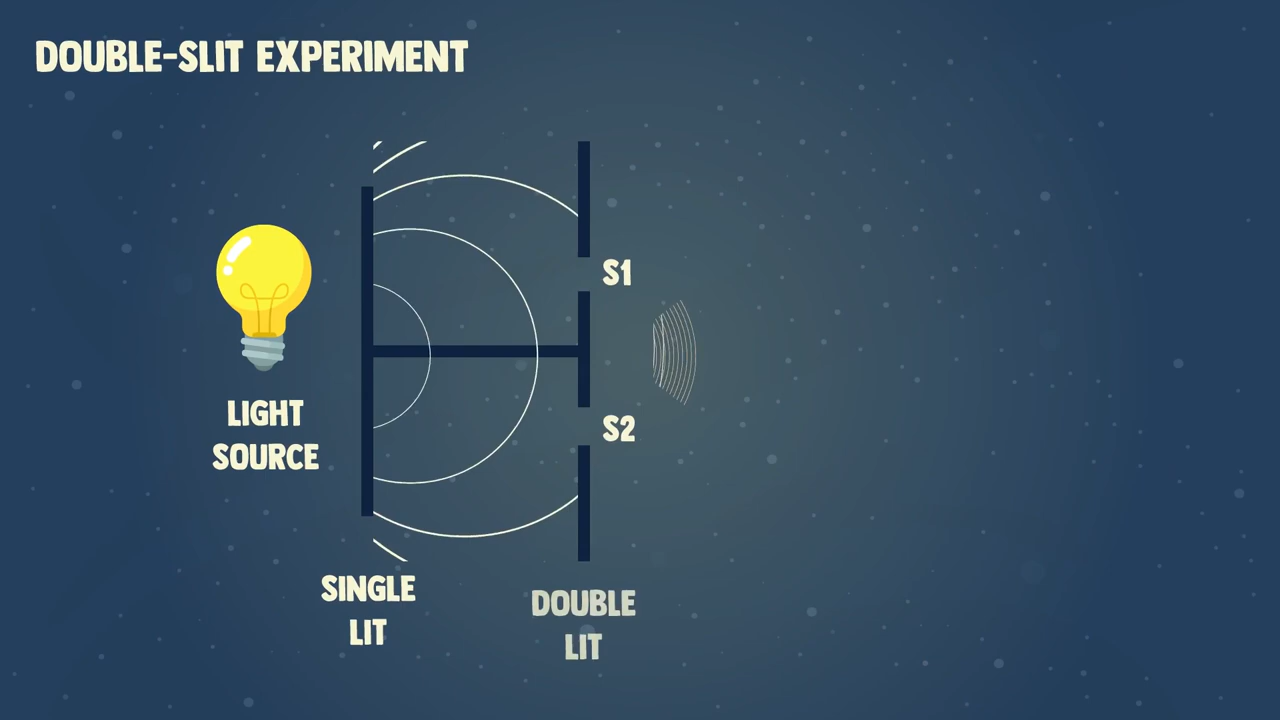 DOUBLE-SLIT EXPERIMENT
S1
S2
LIGHT
SOURCE
SINGLE
LIT
DOUBLE
LIT